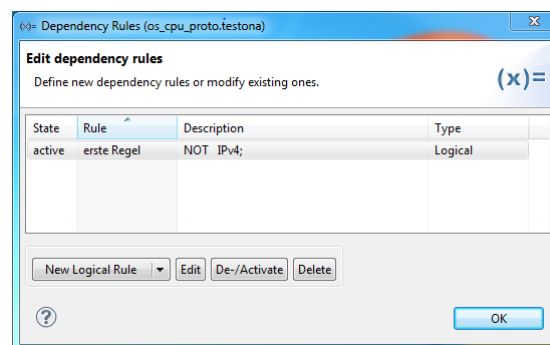 (x)= Dependency Rules (os_cpu_proto.testona)
Edit dependency rules
Define new dependency rules or modify existing ones.
(x)=
State Rule Description Type
active erste Regel NOT IPv4; Logical
New Logical Rule Edit De-/Activate Delete
?
OK